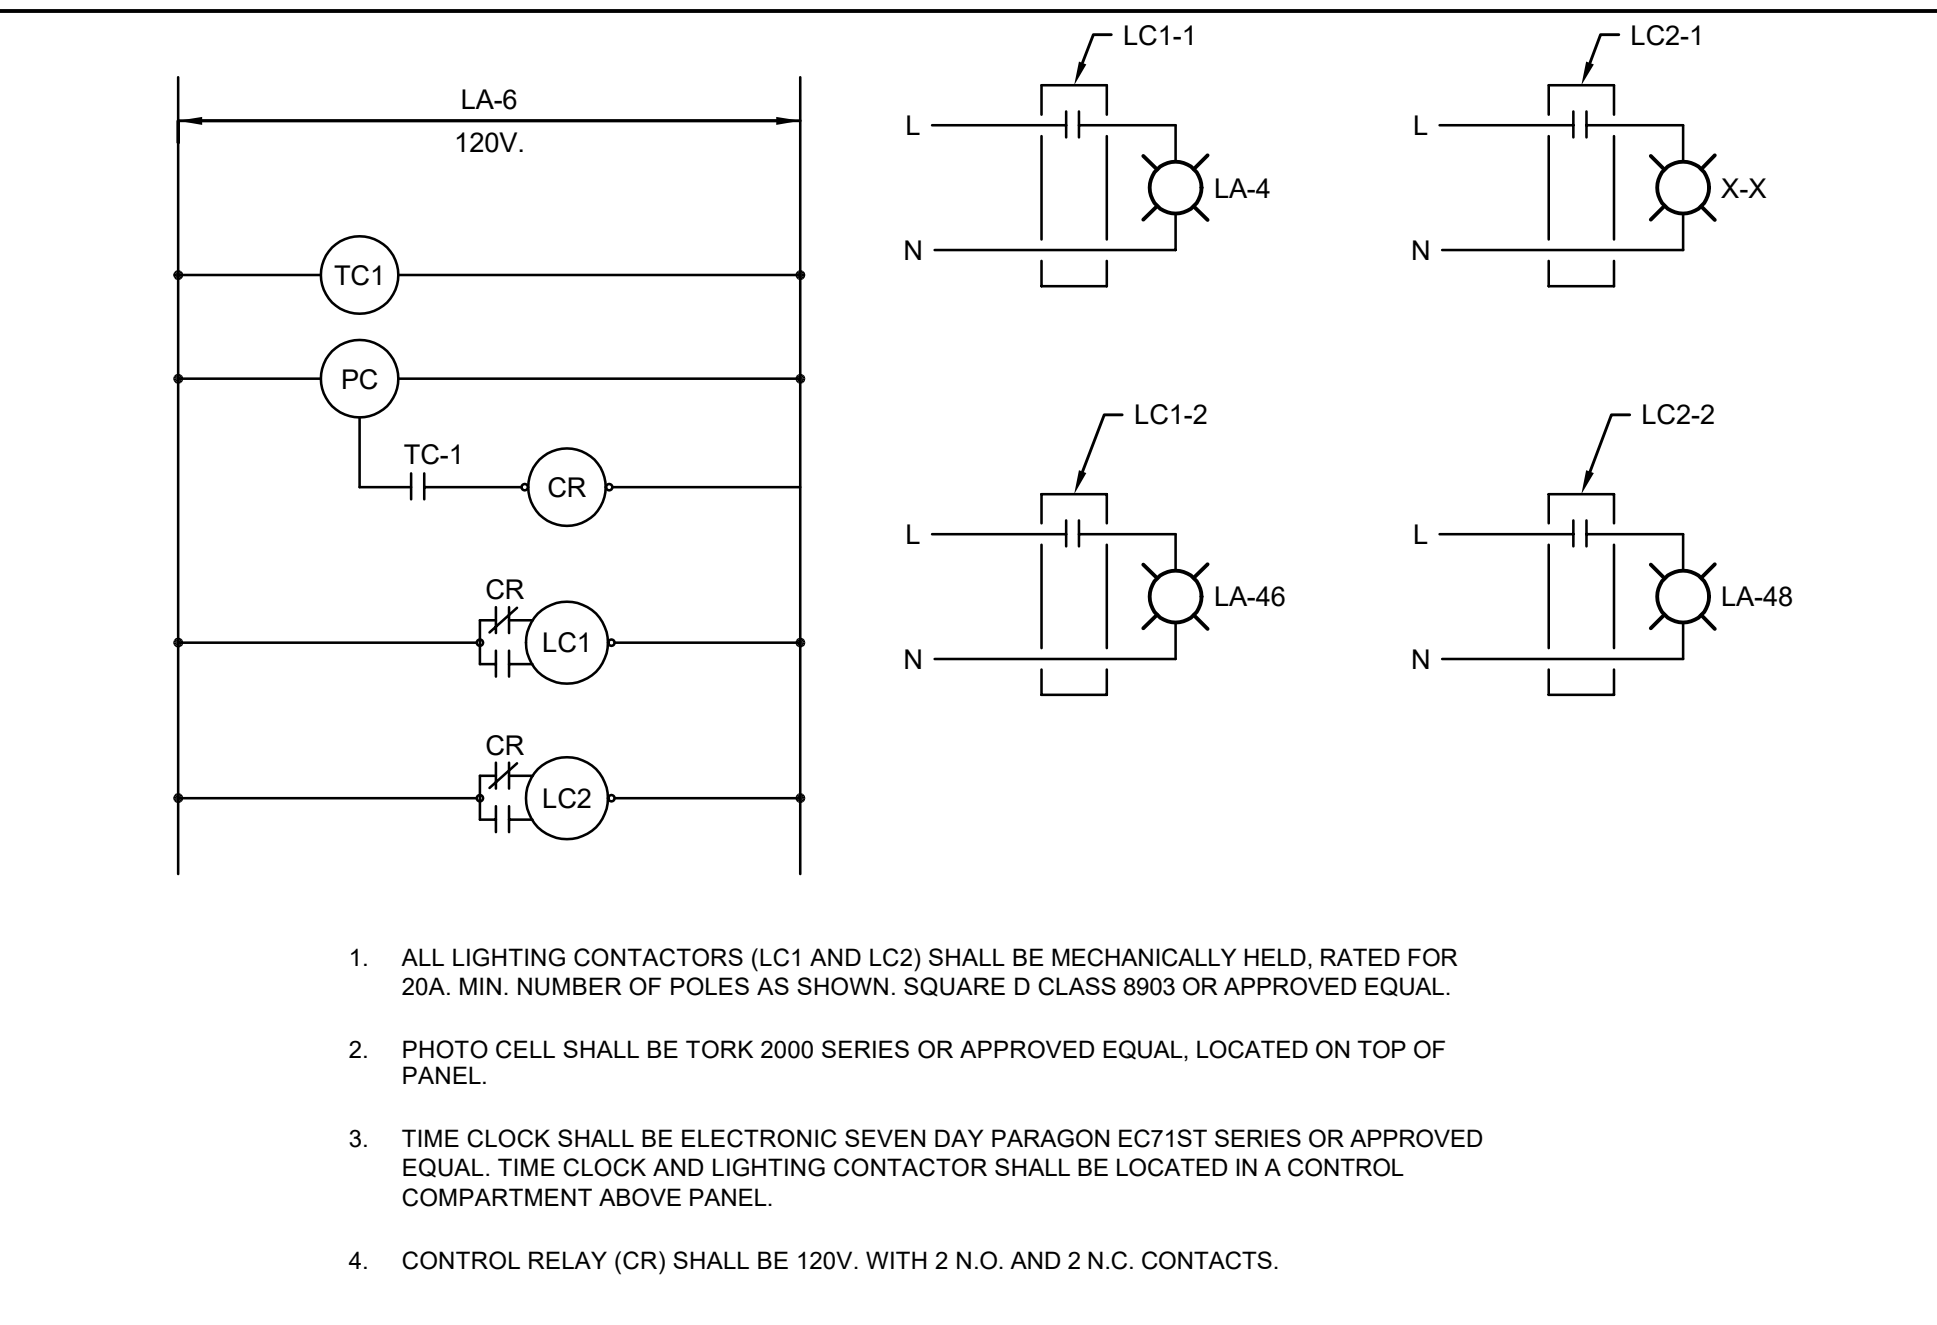 LA-6
120V.
TC1
PC
TC-1
CR
CR
LC1
CR
LC2
LC1-1
L
LA-4
N
LC2-1
L
X-X
N
LC1-2
L
LA-46
N
LC2-2
L
LA-48
N
1. ALL LIGHTING CONTACTORS (LC1 AND LC2) SHALL BE MECHANICALLY HELD, RATED FOR
20A. MIN. NUMBER OF POLES AS SHOWN. SQUARE D CLASS 8903 OR APPROVED EQUAL.
2. PHOTO CELL SHALL BE TORK 2000 SERIES OR APPROVED EQUAL, LOCATED ON TOP OF
PANEL.
3. TIME CLOCK SHALL BE ELECTRONIC SEVEN DAY PARAGON EC71ST SERIES OR APPROVED
EQUAL. TIME CLOCK AND LIGHTING CONTACTOR SHALL BE LOCATED IN A CONTROL
COMPARTMENT ABOVE PANEL.
4. CONTROL RELAY (CR) SHALL BE 120V. WITH 2 N.O. AND 2 N.C. CONTACTS.